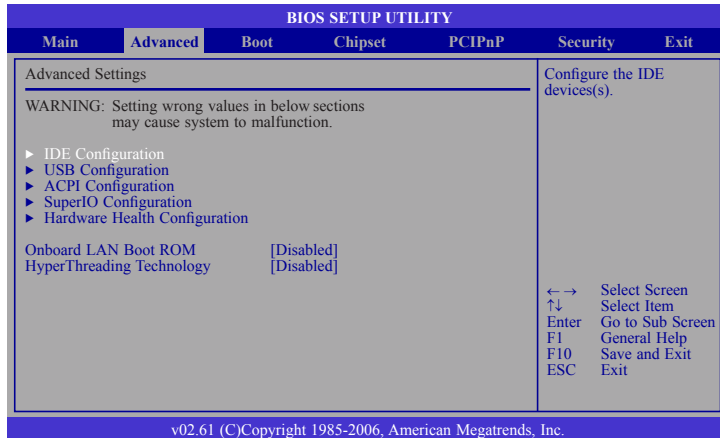 BIOS SETUP UTILITY
Main Advanced Boot Chipset PCIPnP Security Exit
Advanced Settings
WARNING: Setting wrong values in below sections
may cause system to malfunction.
► IDE Configuration
► USB Configuration
► ACPI Configuration
► SuperIO Configuration
► Hardware Health Configuration
Onboard LAN Boot ROM [Disabled]
HyperThreading Technology [Disabled]
Configure the IDE
devices(s).
←→ Select Screen
↑↓ Select Item
Enter Go to Sub Screen
F1 General Help
F10 Save and Exit
ESC Exit
v02.61 (C)Copyright 1985-2006, American Megatrends, Inc.